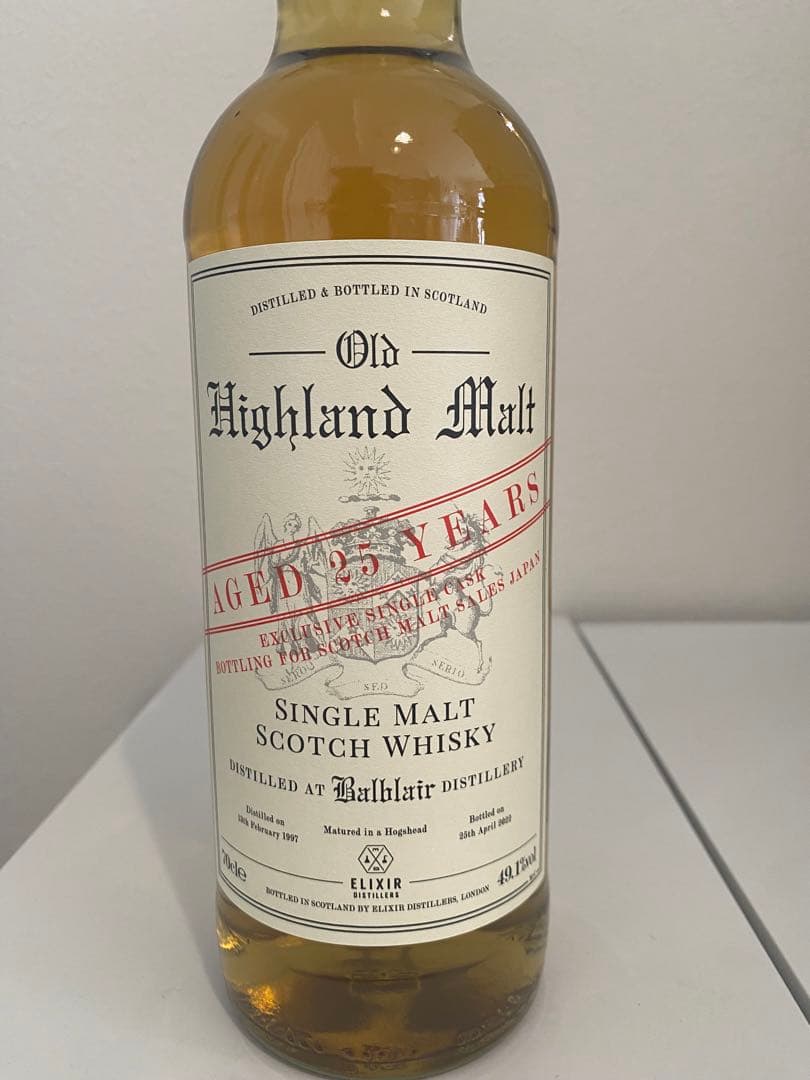 DISTILLED & BOTTLED IN SCOTLAND
Old
Highland Malt
AGED 25 YEARS
EXCLUSIVE SINGLE CASK
BOTTLING FOR SCOTCH MALT SALES JAPAN
SERO SED SERIO
SINGLE MALT
SCOTCH WHISKY
DISTILLED AT Balblair DISTILLERY
Distilled on
13th February 1997
Matured in a Hogshead
Bottled on
25th April 2022
70cle
ELIXIR
DISTILLERS
49.1%vol
BOTTLED IN SCOTLAND BY ELIXIR DISTILLERS, LONDON